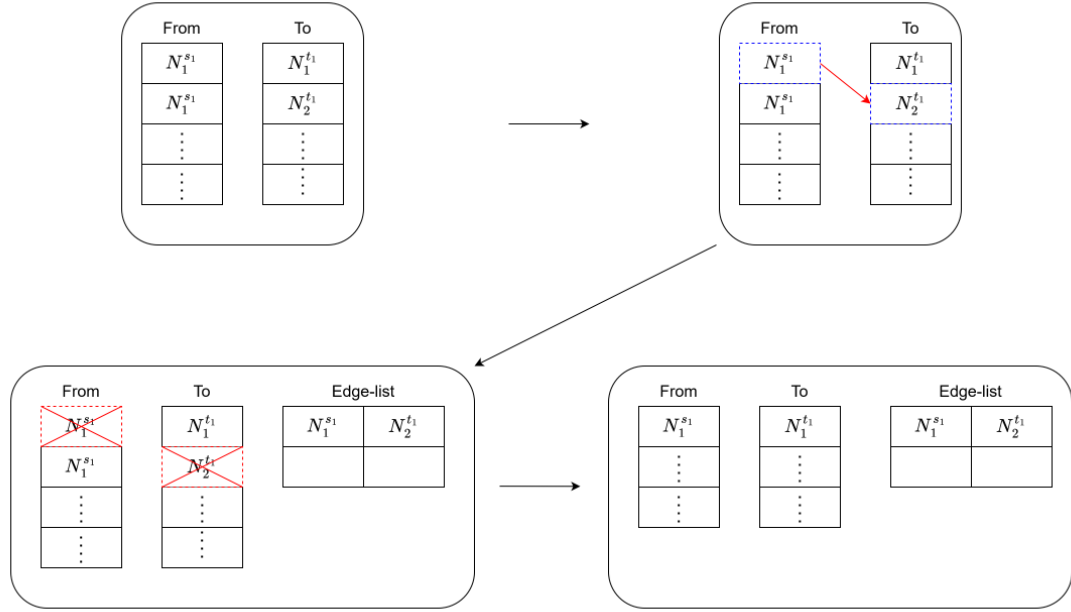 From To
$N_1^{s_1}$ $N_1^{t_1}$
$N_1^{s_1}$ $N_2^{t_1}$
⋮ ⋮
⋮ ⋮
From To
$N_1^{s_1}$ $N_1^{t_1}$
$N_1^{s_1}$ $N_2^{t_1}$
⋮ ⋮
⋮ ⋮
From To Edge-list
$N_1^{s_1}$ $N_1^{t_1}$ $N_1^{s_1}$ $N_2^{t_1}$
$N_1^{s_1}$ $N_2^{t_1}$
⋮ ⋮
⋮ ⋮
From To Edge-list
$N_1^{s_1}$ $N_1^{t_1}$ $N_1^{s_1}$ $N_2^{t_1}$
⋮ ⋮
⋮ ⋮